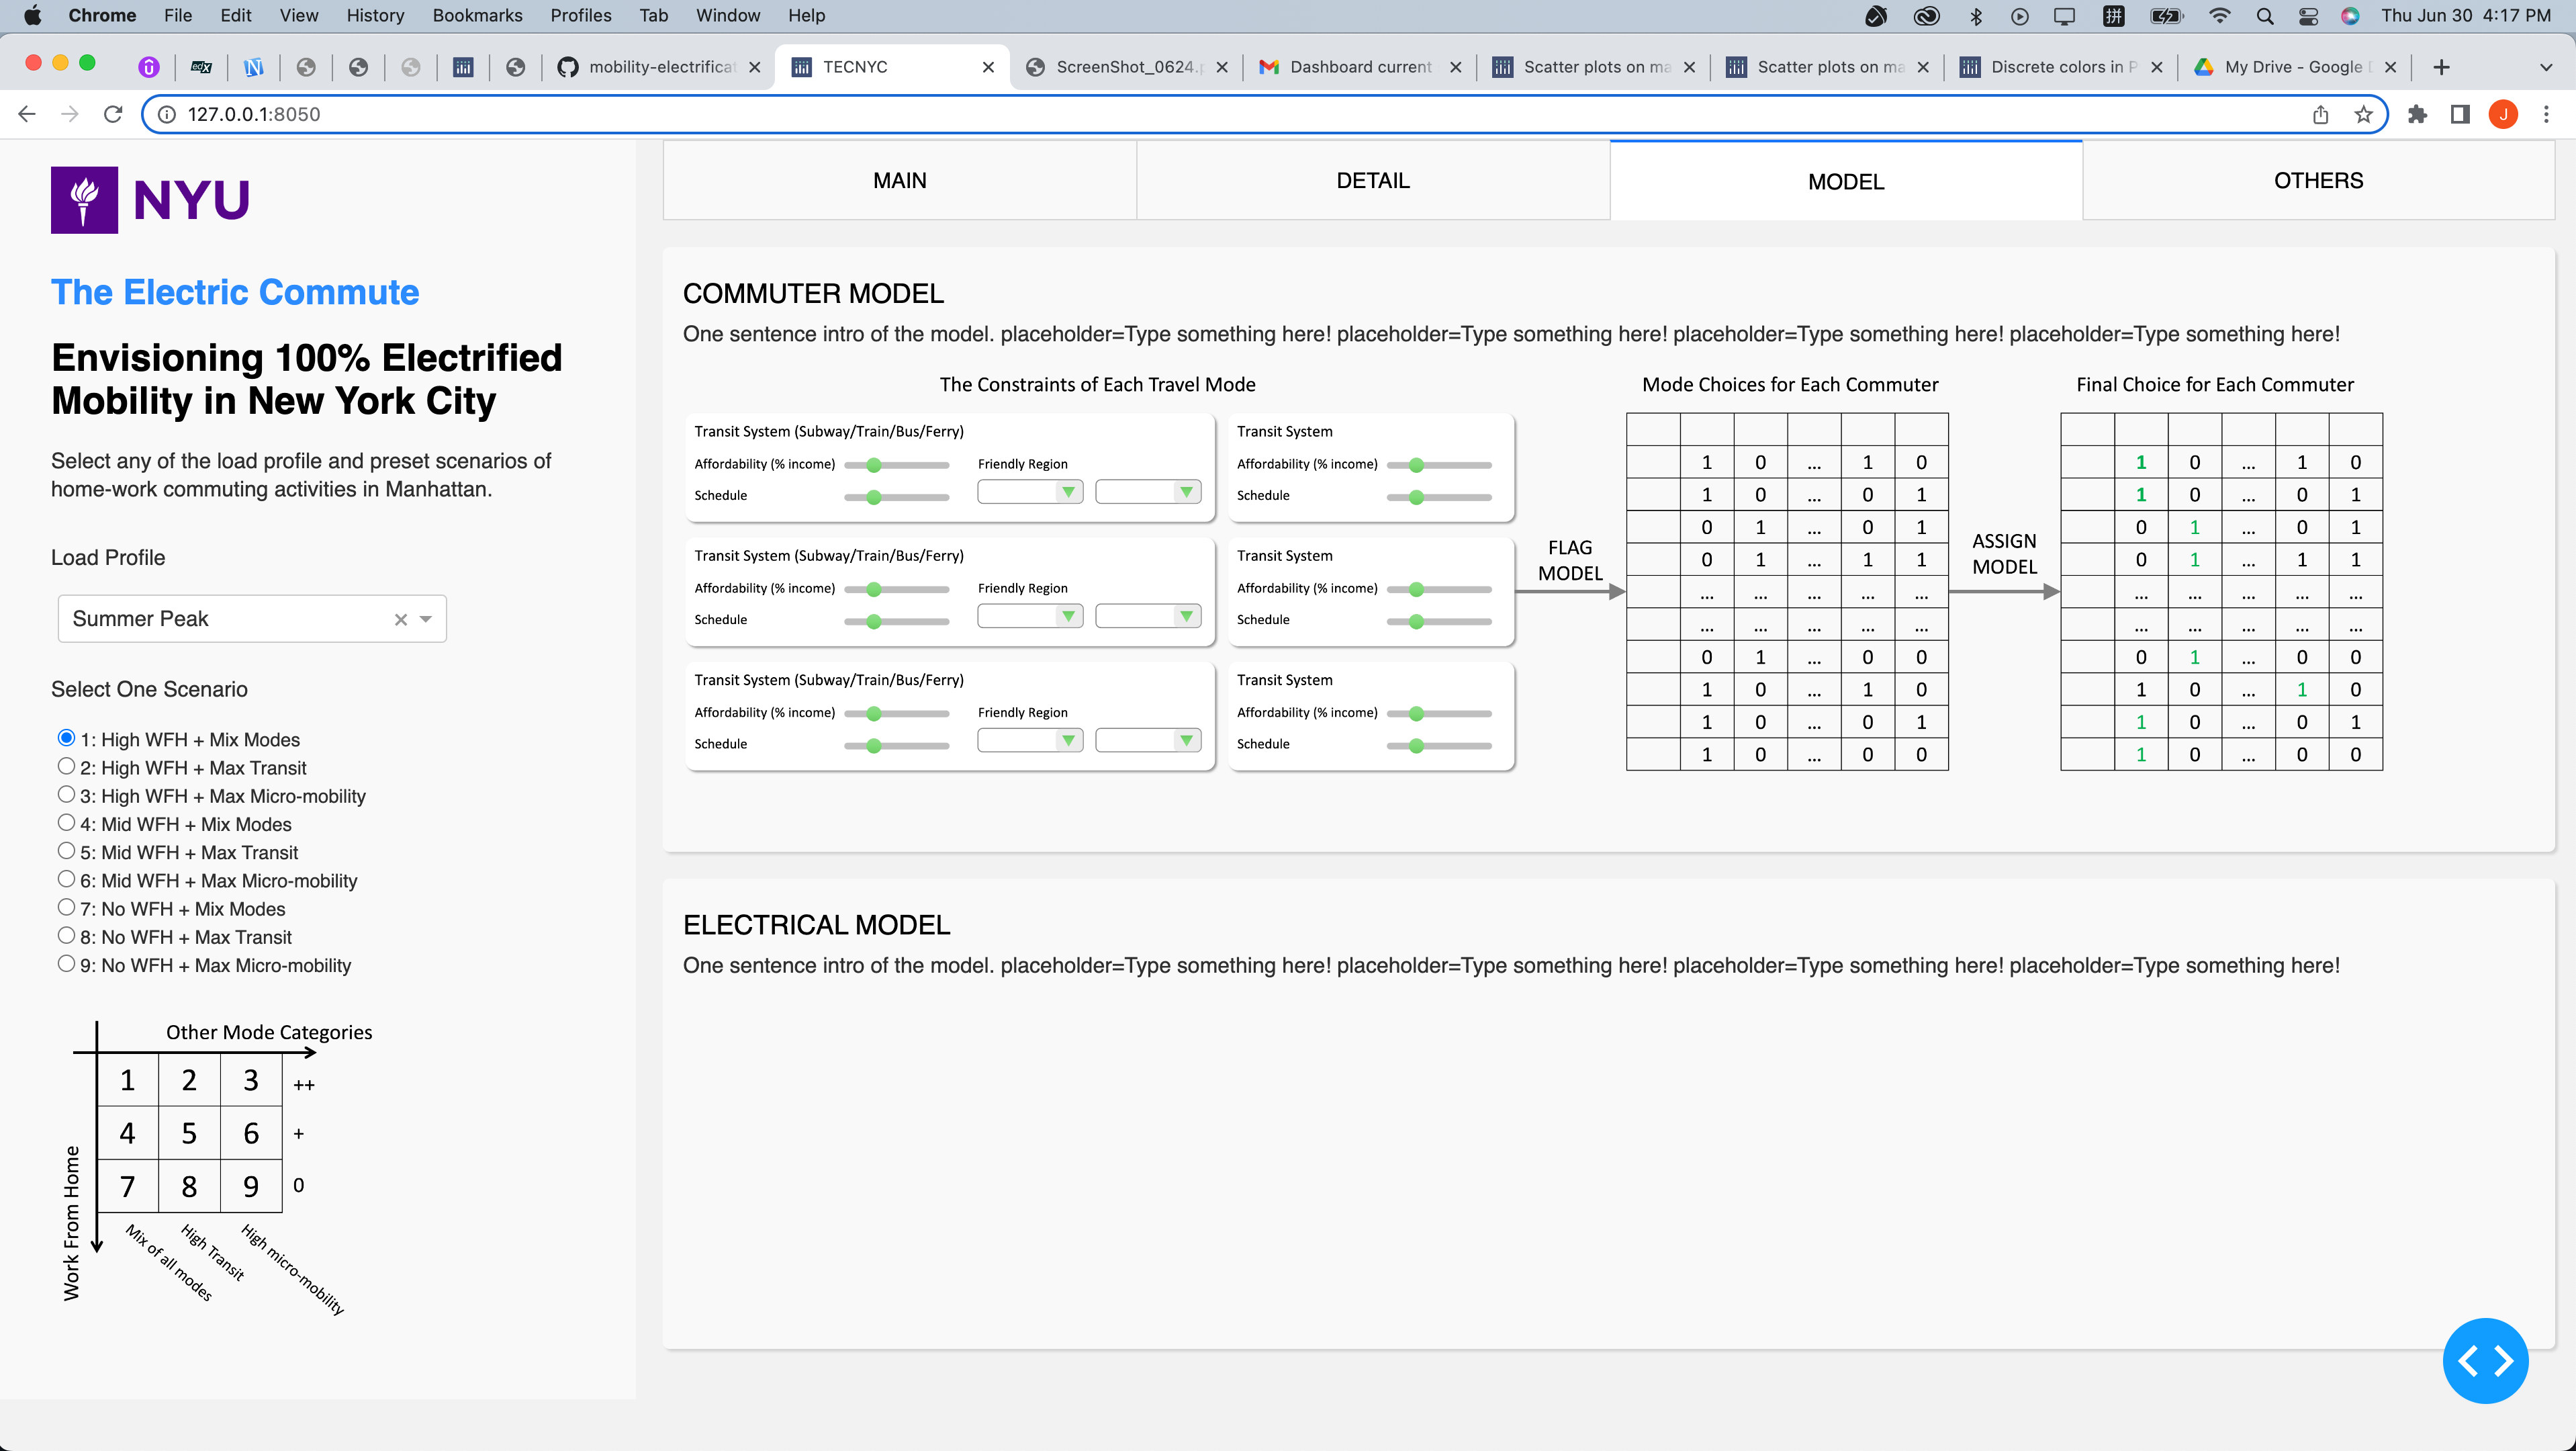 Chrome File Edit View History Bookmarks Profiles Tab Window Help
Thu Jun 30 4:17 PM
mobility-electrificat
TECNYC
ScreenShot_0624.p
Dashboard current
Scatter plots on ma
Scatter plots on ma
Discrete colors in P
My Drive - Google D
127.0.0.1:8050
J
NYU
The Electric Commute
Envisioning 100% Electrified
Mobility in New York City
Select any of the load profile and preset scenarios of
home-work commuting activities in Manhattan.
Load Profile
Summer Peak
Select One Scenario
1: High WFH + Mix Modes
2: High WFH + Max Transit
3: High WFH + Max Micro-mobility
4: Mid WFH + Mix Modes
5: Mid WFH + Max Transit
6: Mid WFH + Max Micro-mobility
7: No WFH + Mix Modes
8: No WFH + Max Transit
9: No WFH + Max Micro-mobility
Other Mode Categories
1 2 3 ++
4 5 6 +
7 8 9 0
Work From Home
Mix of all modes
High Transit
High micro-mobility
MAIN DETAIL MODEL OTHERS
COMMUTER MODEL
One sentence intro of the model. placeholder=Type something here! placeholder=Type something here! placeholder=Type something here! placeholder=Type something here!
The Constraints of Each Travel Mode
Transit System (Subway/Train/Bus/Ferry)
Affordability (% income) Friendly Region
Schedule
Transit System
Affordability (% income)
Schedule
Transit System (Subway/Train/Bus/Ferry)
Affordability (% income) Friendly Region
Schedule
Transit System
Affordability (% income)
Schedule
Transit System (Subway/Train/Bus/Ferry)
Affordability (% income) Friendly Region
Schedule
Transit System
Affordability (% income)
Schedule
FLAG
MODEL
Mode Choices for Each Commuter
1 0 ... 1 0
1 0 ... 0 1
0 1 ... 0 1
0 1 ... 1 1
... ... ... ... ...
... ... ... ... ...
0 1 ... 0 0
1 0 ... 1 0
1 0 ... 0 1
1 0 ... 0 0
ASSIGN
MODEL
Final Choice for Each Commuter
1 0 ... 1 0
1 0 ... 0 1
0 1 ... 0 1
0 1 ... 1 1
... ... ... ... ...
... ... ... ... ...
0 1 ... 0 0
1 0 ... 1 0
1 0 ... 0 1
1 0 ... 0 0
ELECTRICAL MODEL
One sentence intro of the model. placeholder=Type something here! placeholder=Type something here! placeholder=Type something here! placeholder=Type something here!